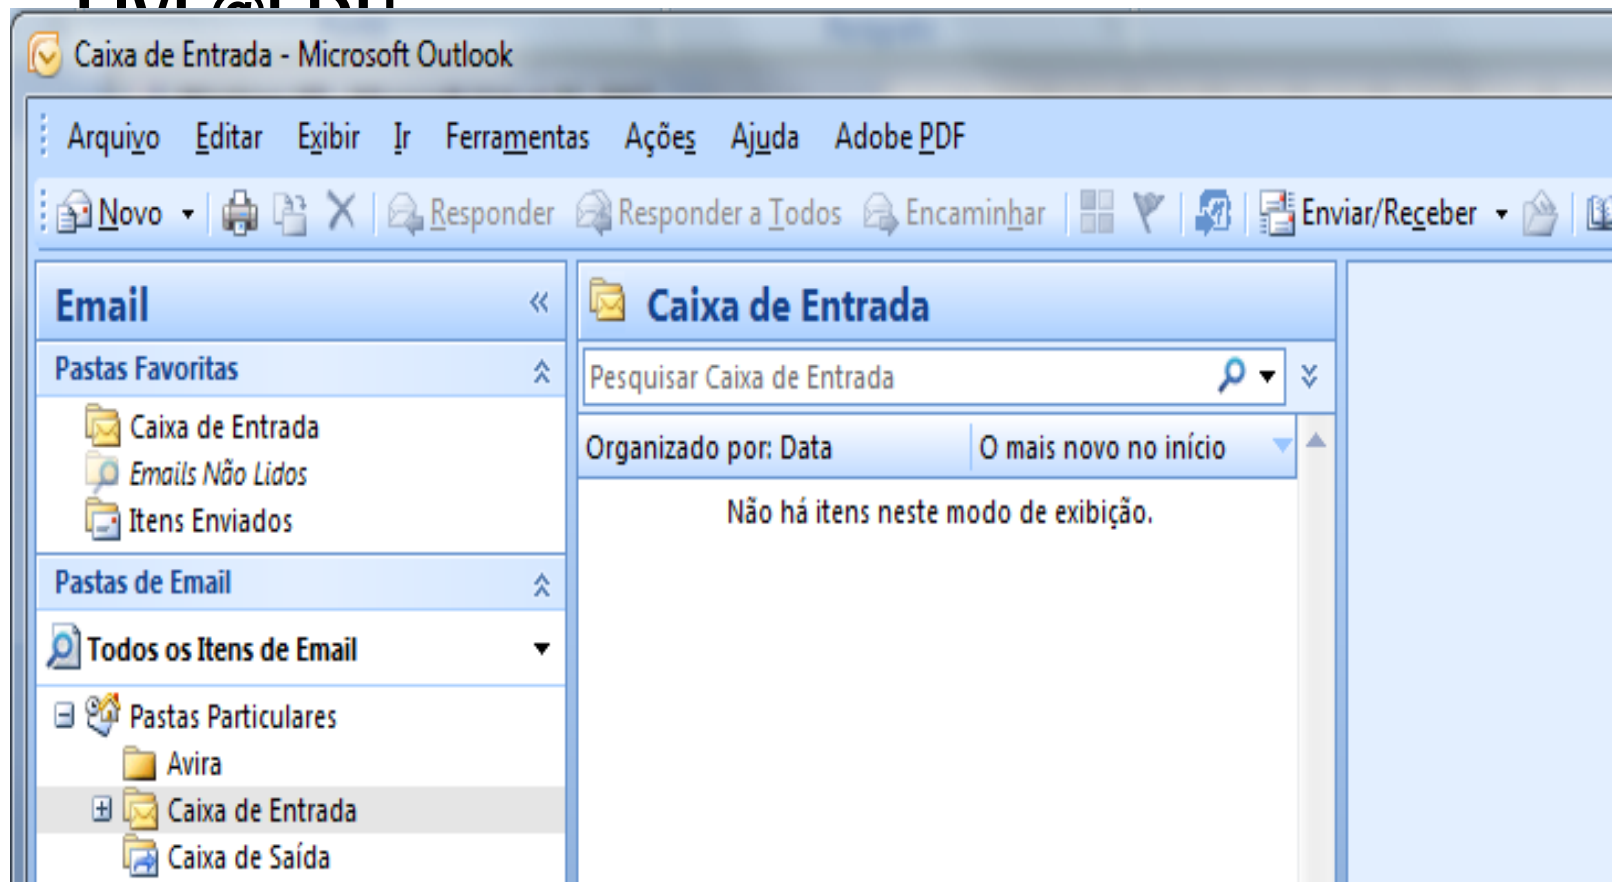 Caixa de Entrada - Microsoft Outlook
Arquivo Editar Exibir Ir Ferramentas Ações Ajuda Adobe PDF
Novo Responder Responder a Todos Encaminhar Enviar/Receber
Email «
Pastas Favoritas
Caixa de Entrada
Emails Não Lidos
Itens Enviados
Pastas de Email
Todos os Itens de Email
Pastas Particulares
Avira
Caixa de Entrada
Caixa de Saída
Caixa de Entrada
Pesquisar Caixa de Entrada
Organizado por: Data O mais novo no início
Não há itens neste modo de exibição.